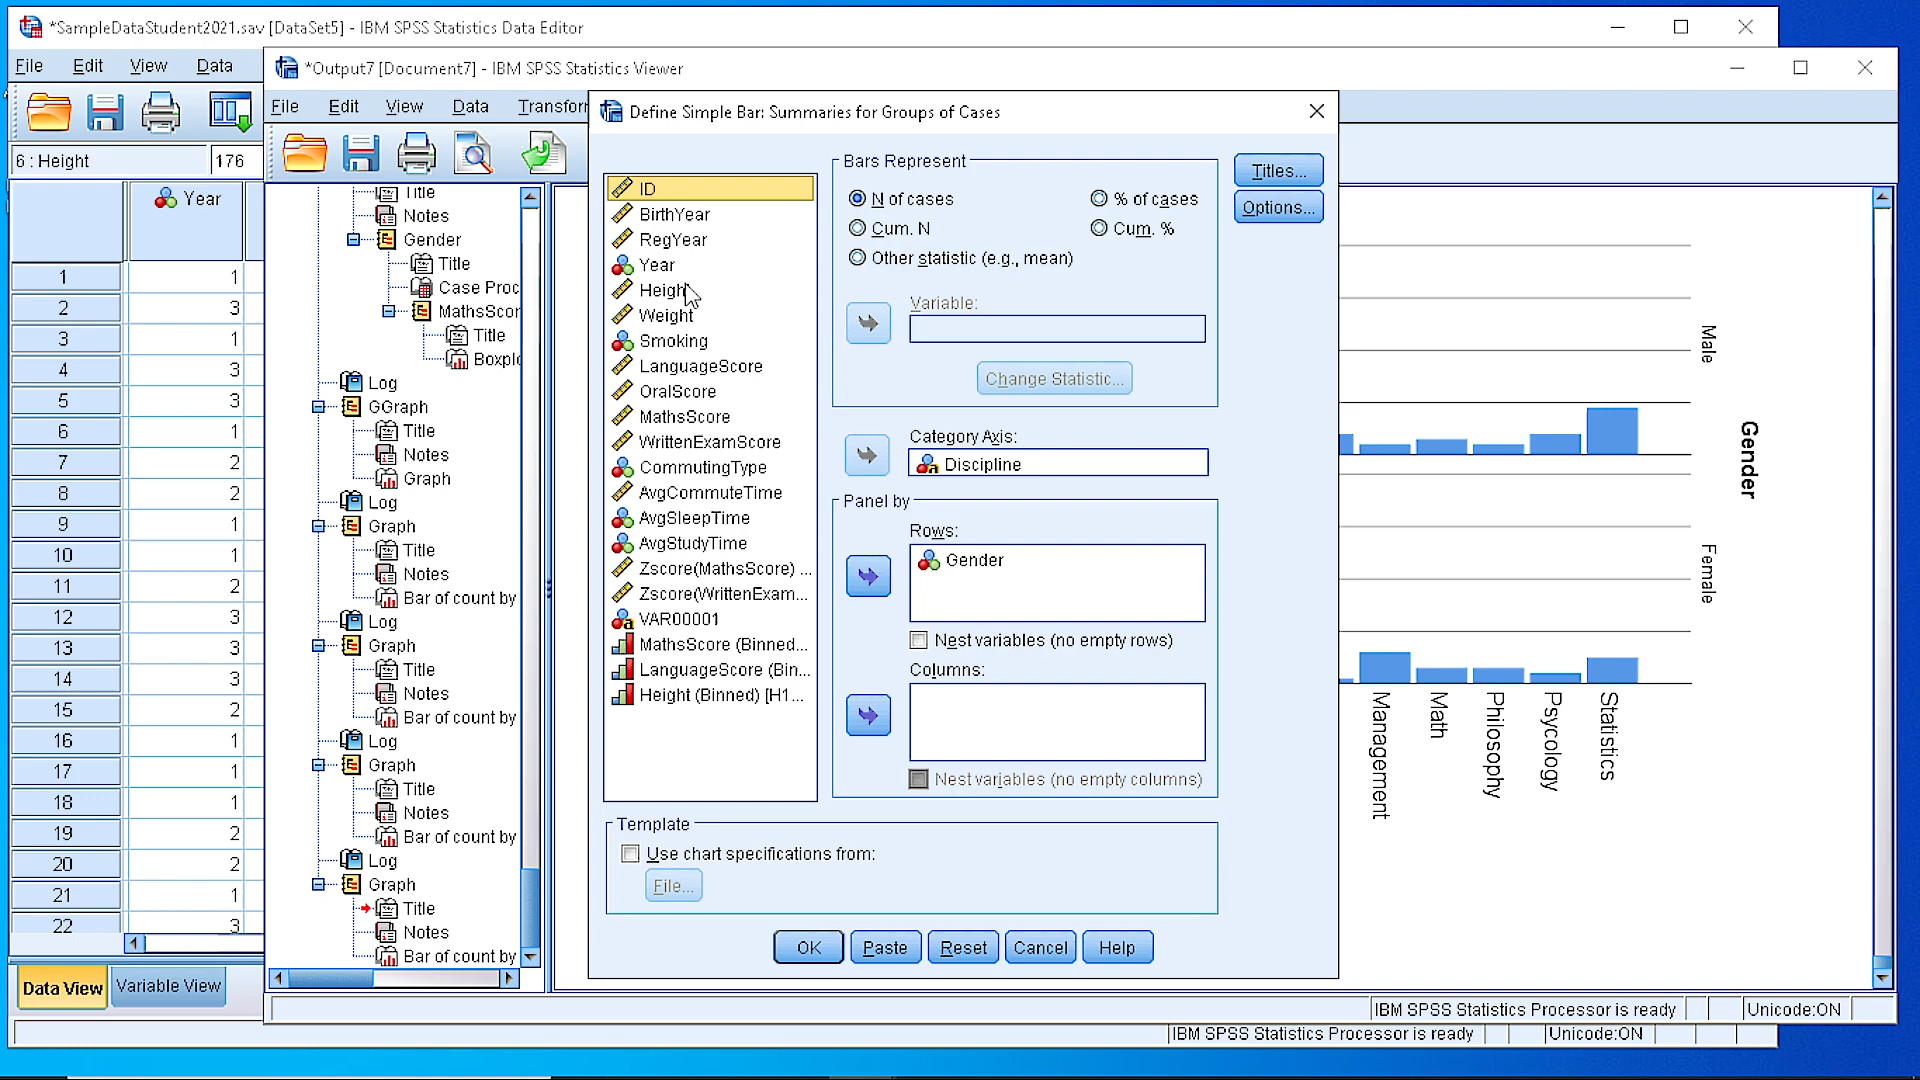 *SampleDataStudent2021.sav [DataSet5] - IBM SPSS Statistics Data Editor
File Edit View Data
6 : Height 176
Year
1 1
2 3
3 1
4 3
5 3
6 1
7 2
8 2
9 1
10 1
11 2
12 3
13 3
14 3
15 2
16 1
17 1
18 1
19 2
20 2
21 1
22 3
Data View Variable View
*Output7 [Document7] - IBM SPSS Statistics Viewer
File Edit View Data Transforr
Title
Notes
Gender
Title
Case Proc
MathsScor
Title
Boxplo
Log
GGraph
Title
Notes
Graph
Log
Graph
Title
Notes
Bar of count by
Log
Graph
Title
Notes
Bar of count by
Log
Graph
Title
Notes
Bar of count by
Log
Graph
Title
Notes
Bar of count by
Define Simple Bar: Summaries for Groups of Cases
ID
BirthYear
RegYear
Year
Height
Weight
Smoking
LanguageScore
OralScore
MathsScore
WrittenExamScore
CommutingType
AvgCommuteTime
AvgSleepTime
AvgStudyTime
Zscore(MathsScore) ...
Zscore(WrittenExam...
VAR00001
MathsScore (Binned...
LanguageScore (Bin...
Height (Binned) [H1...
Bars Represent
N of cases % of cases
Cum. N Cum. %
Other statistic (e.g., mean)
Variable:
Change Statistic...
Category Axis:
Discipline
Panel by
Rows:
Gender
Nest variables (no empty rows)
Columns:
Nest variables (no empty columns)
Titles...
Options...
Template
Use chart specifications from:
File...
OK Paste Reset Cancel Help
Male
Female
Gender
Management
Math
Philosophy
Psycology
Statistics
IBM SPSS Statistics Processor is ready Unicode:ON
IBM SPSS Statistics Processor is ready Unicode:ON